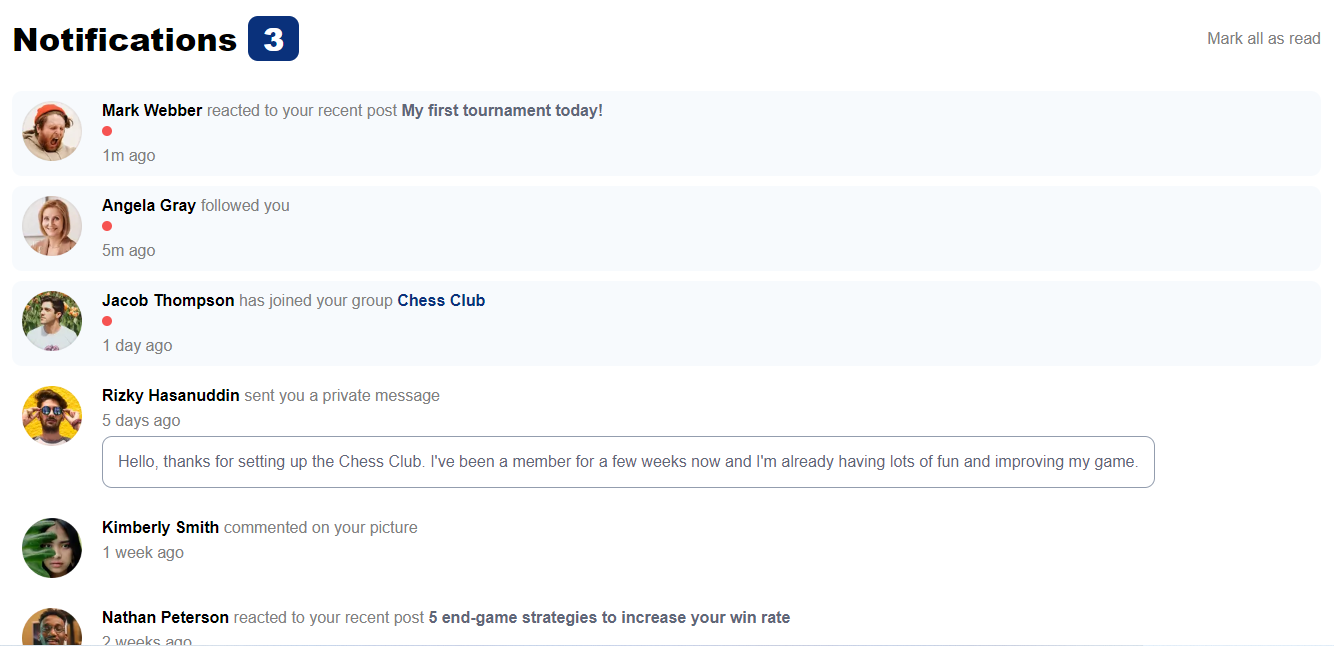 Notifications 3
Mark all as read
Mark Webber reacted to your recent post My first tournament today!
1m ago
Angela Gray followed you
5m ago
Jacob Thompson has joined your group Chess Club
1 day ago
Rizky Hasanuddin sent you a private message
5 days ago
Hello, thanks for setting up the Chess Club. I've been a member for a few weeks now and I'm already having lots of fun and improving my game.
Kimberly Smith commented on your picture
1 week ago
Nathan Peterson reacted to your recent post 5 end-game strategies to increase your win rate
2 weeks ago